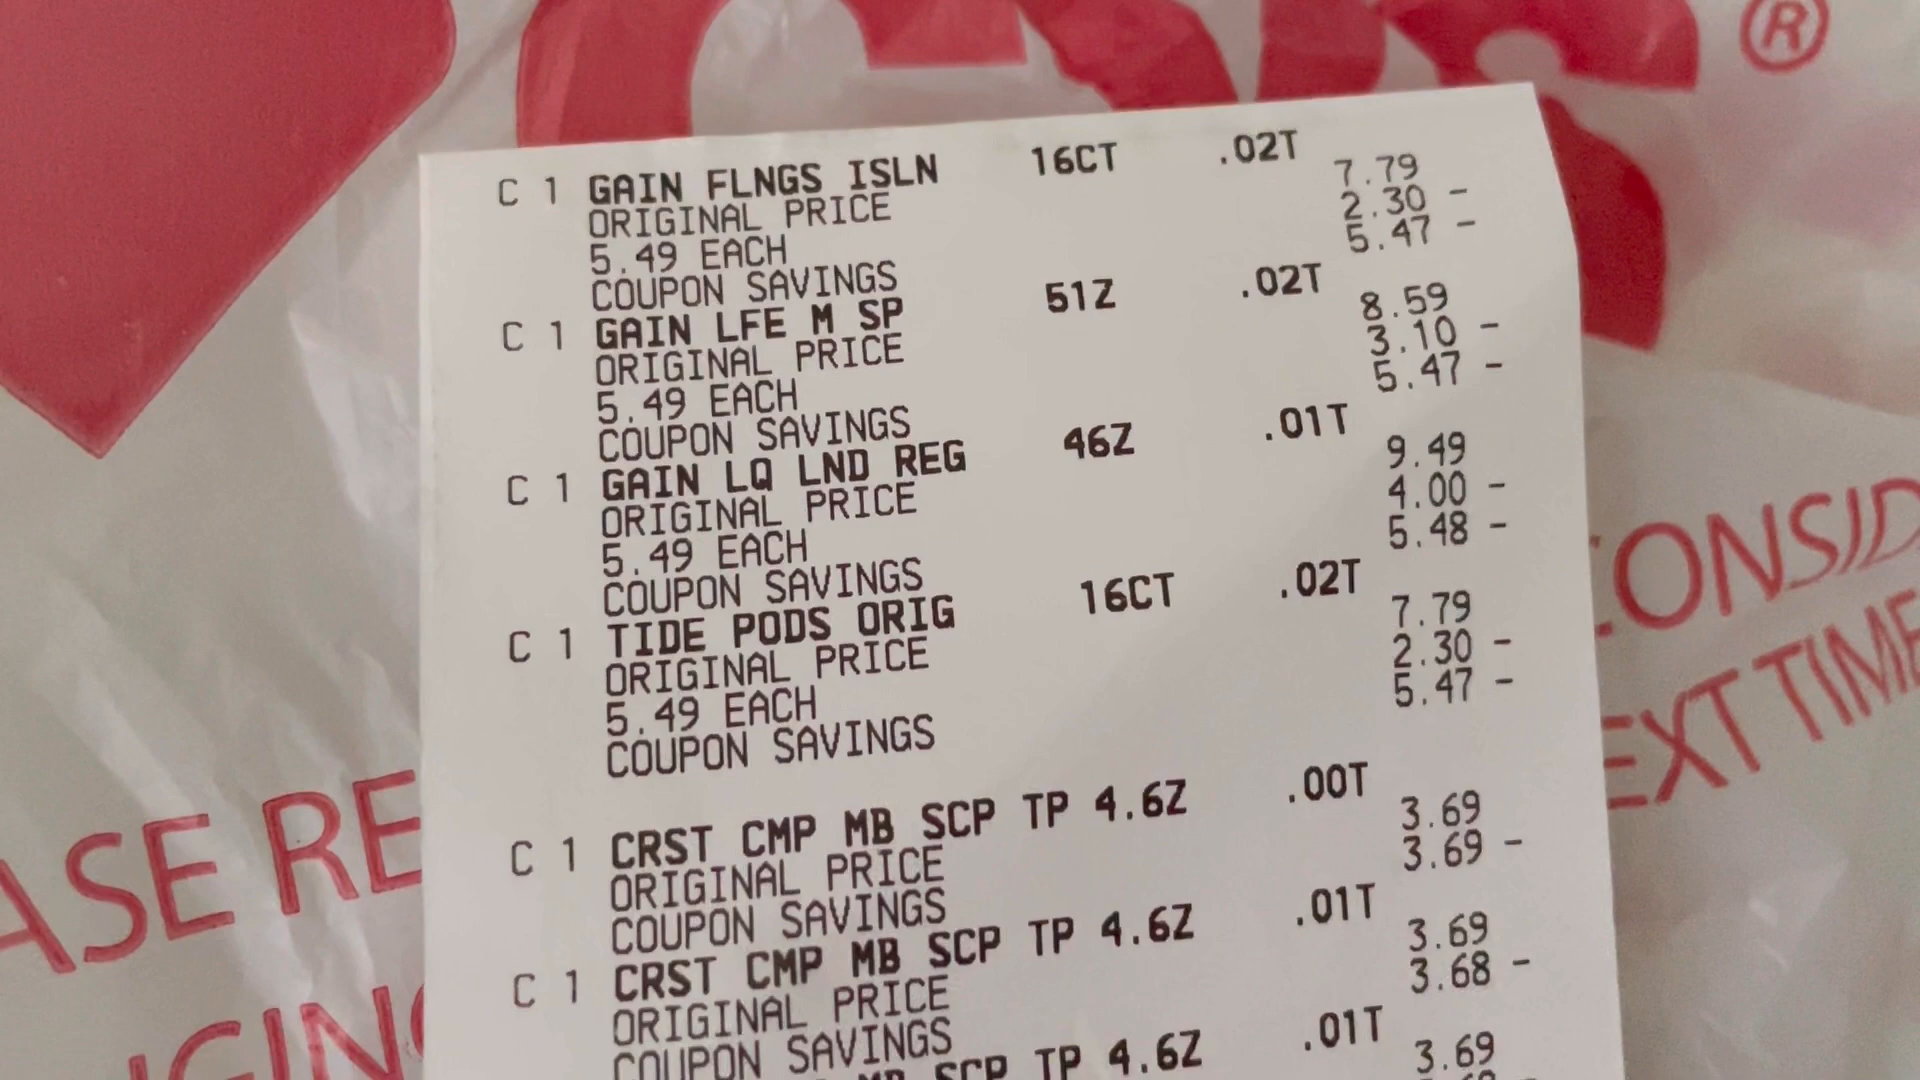 CVS®
C 1 GAIN FLNGS ISLN 16CT .02T
ORIGINAL PRICE 7.79
5.49 EACH 2.30 -
COUPON SAVINGS 5.47 -
C 1 GAIN LFE M SP 51Z .02T
ORIGINAL PRICE 8.59
5.49 EACH 3.10 -
COUPON SAVINGS 5.47 -
C 1 GAIN LQ LND REG 46Z .01T
ORIGINAL PRICE 9.49
5.49 EACH 4.00 -
COUPON SAVINGS 5.48 -
C 1 TIDE PODS ORIG 16CT .02T
ORIGINAL PRICE 7.79
5.49 EACH 2.30 -
COUPON SAVINGS 5.47 -
C 1 CRST CMP MB SCP TP 4.6Z .00T
ORIGINAL PRICE 3.69
COUPON SAVINGS 3.69 -
C 1 CRST CMP MB SCP TP 4.6Z .01T
ORIGINAL PRICE 3.69
COUPON SAVINGS 3.68 -
MB SCP TP 4.6Z .01T
3.69
ASE RE
GING
CONSID
EXT TIME